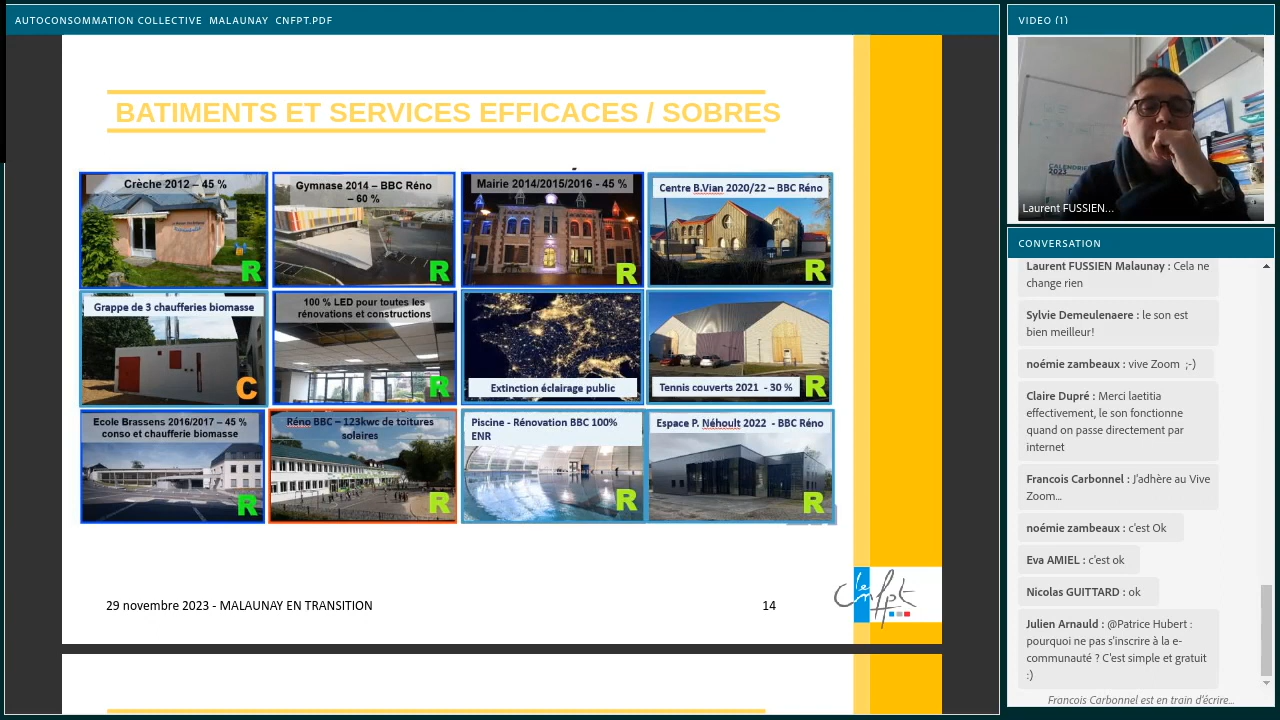 AUTOCONSOMMATION COLLECTIVE  MALAUNAY  CNFPT.PDF
BATIMENTS ET SERVICES EFFICACES / SOBRES
Crèche 2012 – 45 %
R
Gymnase 2014 – BBC Réno
– 60 %
R
Mairie 2014/2015/2016 - 45 %
R
Centre B.Vian 2020/22 – BBC Réno
R
Grappe de 3 chaufferies biomasse
C
100 % LED pour toutes les
rénovations et constructions
R
Extinction éclairage public
Tennis couverts 2021  - 30 %
R
Ecole Brassens 2016/2017 – 45 %
conso et chaufferie biomasse
R
Réno BBC – 123kwc de toitures
solaires
R
Piscine - Rénovation BBC 100%
ENR
R
Espace P. Néhoult 2022  - BBC Réno
R
29 novembre 2023 - MALAUNAY EN TRANSITION
14
cnfpt
VIDEO (1)
CALENDRIER
2023
Laurent FUSSIEN...
CONVERSATION
Laurent FUSSIEN Malaunay : Cela ne
change rien
Sylvie Demeulenaere : le son est
bien meilleur!
noémie zambeaux : vive Zoom  ;-)
Claire Dupré : Merci laetitia
effectivement, le son fonctionne
quand on passe directement par
internet
Francois Carbonnel : J'adhère au Vive
Zoom...
noémie zambeaux : c'est Ok
Eva AMIEL : c'est ok
Nicolas GUITTARD : ok
Julien Arnauld : @Patrice Hubert :
pourquoi ne pas s'inscrire à la e-
communauté ? C'est simple et gratuit
:)
Francois Carbonnel est en train d'écrire...